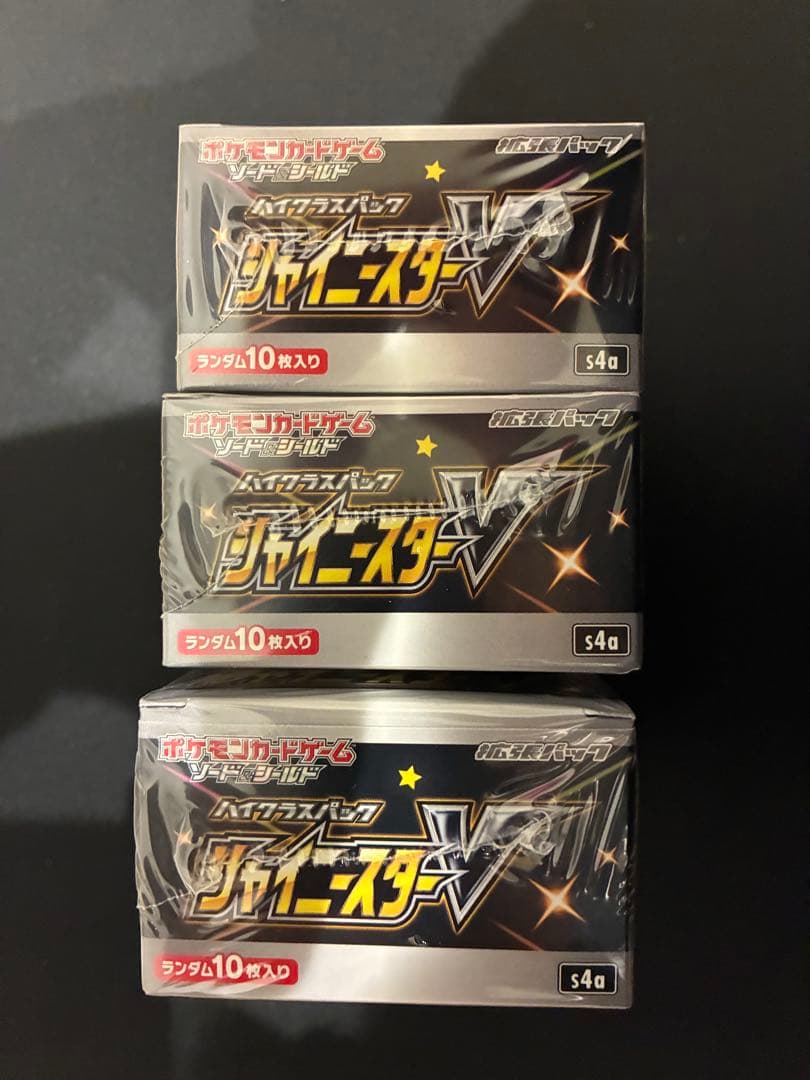 ポケモンカードゲーム 拡張パック
ソード&シールド
ハイクラスパック
シャイニースターV
ランダム10枚入り s4a
ポケモンカードゲーム 拡張パック
ソード&シールド
ハイクラスパック
シャイニースターV
ランダム10枚入り s4a
ポケモンカードゲーム 拡張パック
ソード&シールド
ハイクラスパック
シャイニースターV
ランダム10枚入り s4a